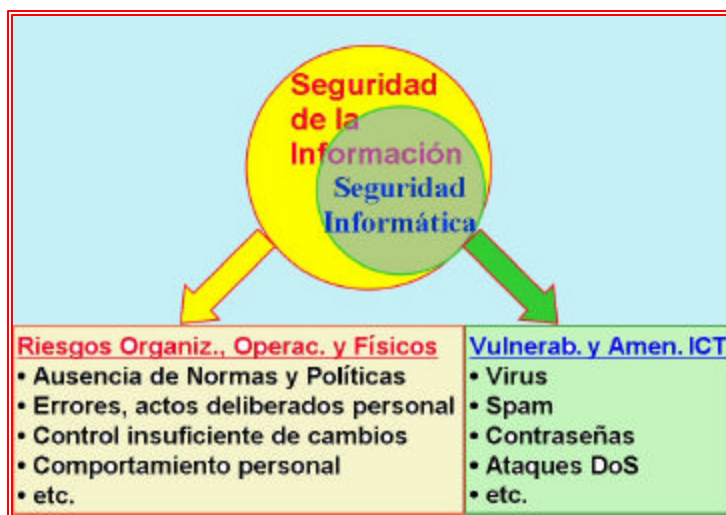 Seguridad
de la
Información
Seguridad
Informática
Riesgos Organiz., Operac. y Físicos
• Ausencia de Normas y Políticas
• Errores, actos deliberados personal
• Control insuficiente de cambios
• Comportamiento personal
• etc.
Vulnerab. y Amen. ICT
• Virus
• Spam
• Contraseñas
• Ataques DoS
• etc.